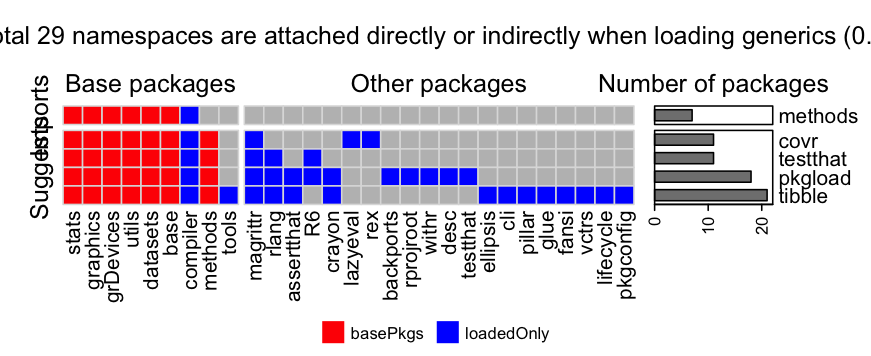 otal 29 namespaces are attached directly or indirectly when loading generics (0.
Base packages
Other packages
Number of packages
methods
covr
testthat
pkgload
tibble
Suggests
stats
graphics
grDevices
utils
datasets
base
compiler
methods
tools
magrittr
rlang
assertthat
R6
crayon
lazyeval
rex
backports
rprojroot
withr
desc
testthat
ellipsis
cli
pillar
glue
fansi
vctrs
lifecycle
pkgconfig
0
10
20
basePkgs
loadedOnly